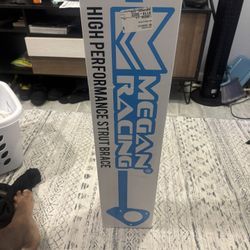 MEGAN®
RACING
HIGH PERFORMANCE STRUT BRACE